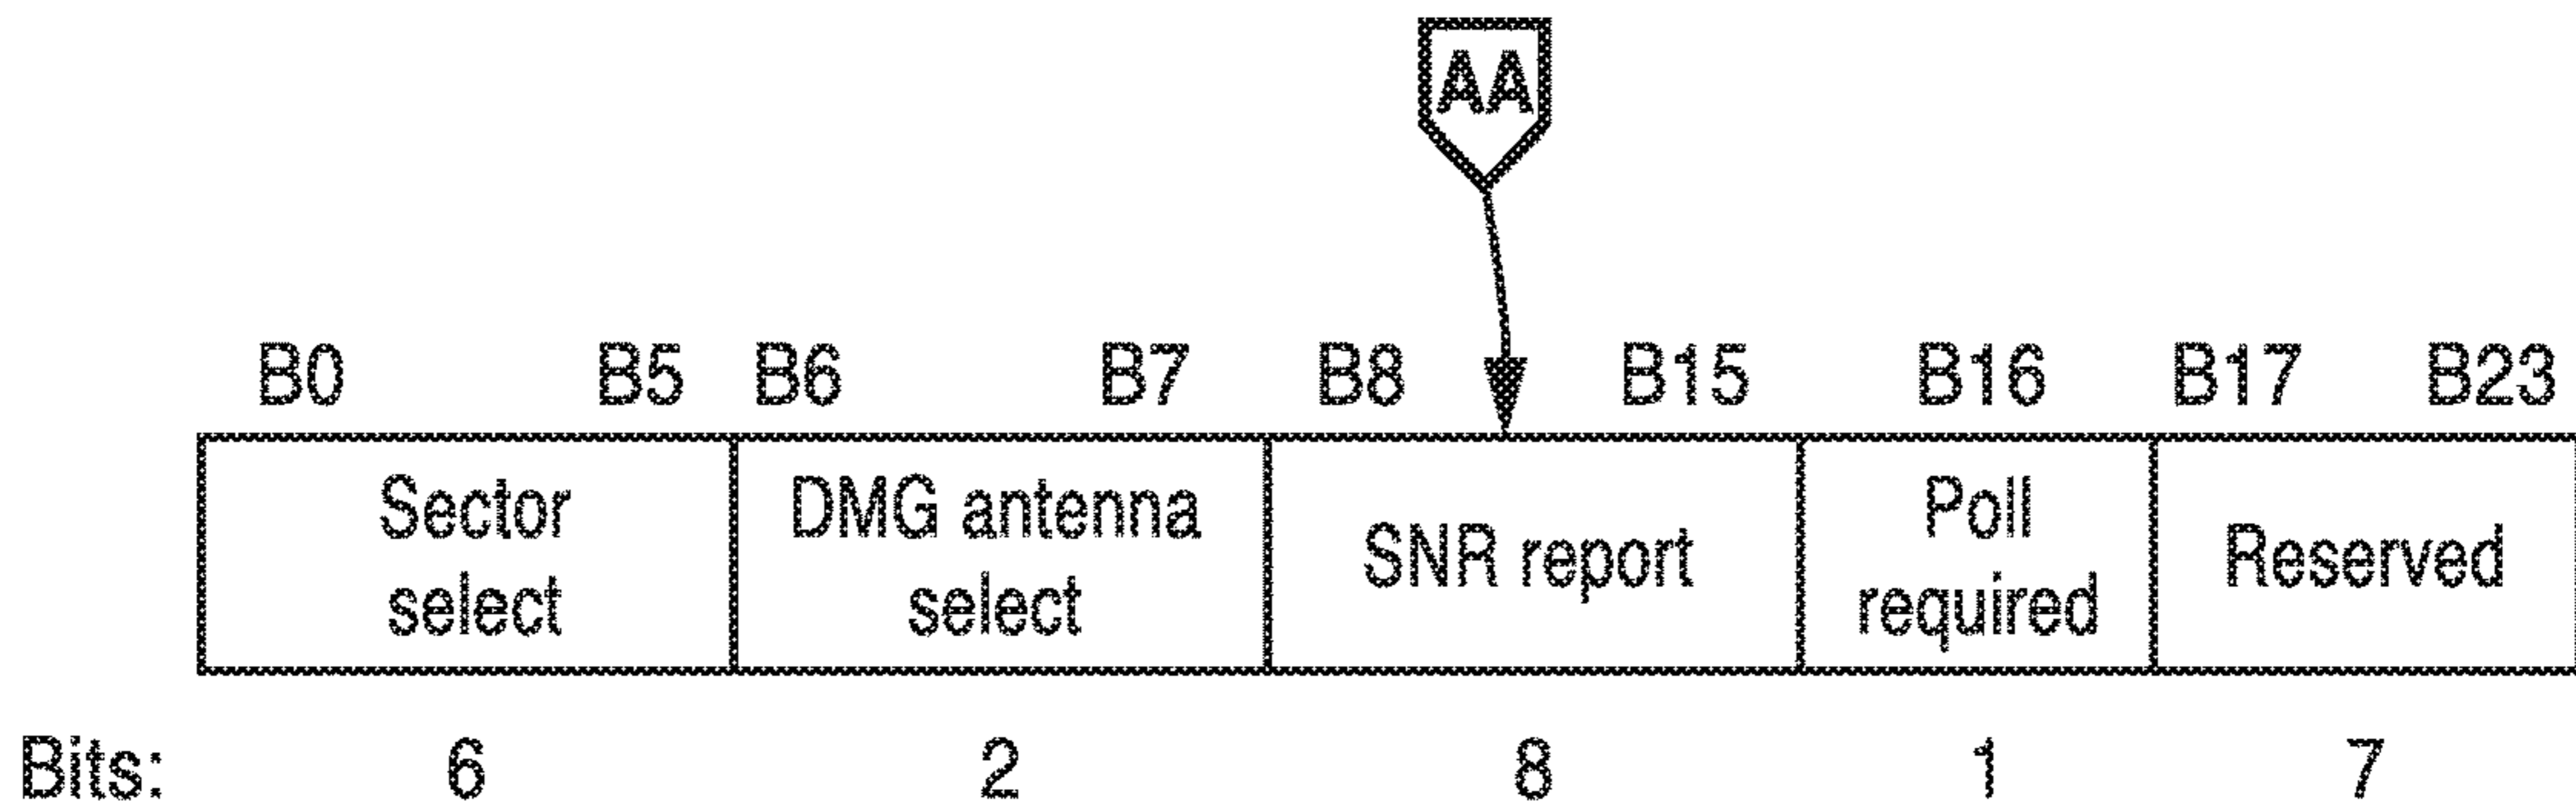 AA
B0 B5 B6 B7 B8 B15 B16 B17 B23
Sector select
DMG antenna select
SNR report
Poll required
Reserved
Bits: 6 2 8 1 7